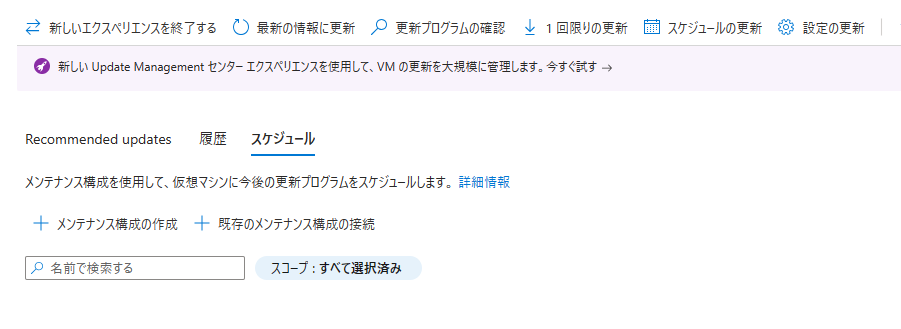 新しいエクスペリエンスを終了する 最新の情報に更新 更新プログラムの確認 1 回限りの更新 スケジュールの更新 設定の更新
新しい Update Management センター エクスペリエンスを使用して、VM の更新を大規模に管理します。今すぐ試す →
Recommended updates 履歴 スケジュール
メンテナンス構成を使用して、仮想マシンに今後の更新プログラムをスケジュールします。 詳細情報
+ メンテナンス構成の作成 + 既存のメンテナンス構成の接続
名前で検索する スコープ : すべて選択済み